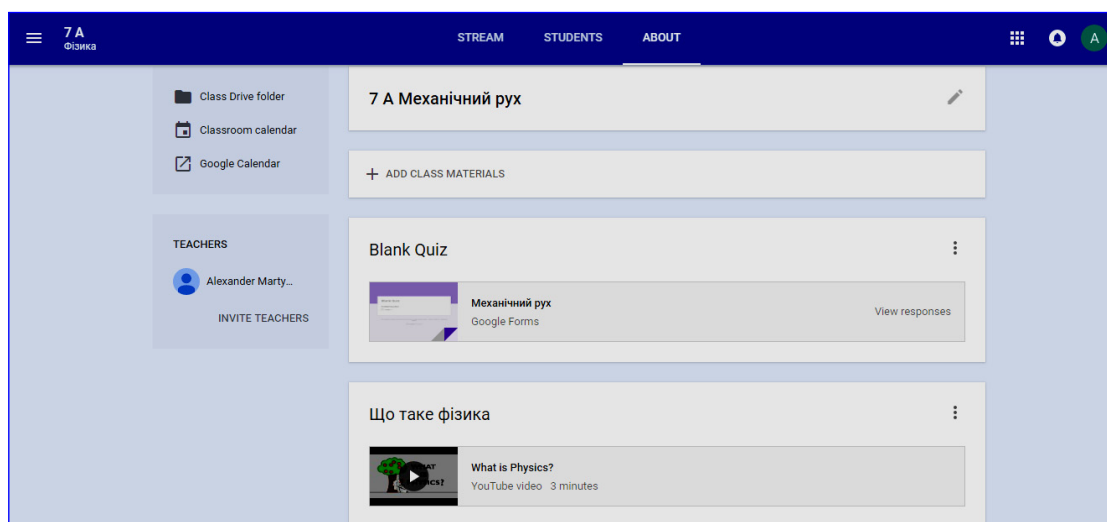 7 А
Фізика
STREAM
STUDENTS
ABOUT
A
Class Drive folder
Classroom calendar
Google Calendar
TEACHERS
Alexander Marty...
INVITE TEACHERS
7 А Механічний рух
ADD CLASS MATERIALS
Blank Quiz
Механічний рух
Google Forms
View responses
Що таке фізика
What is Physics?
YouTube video 3 minutes